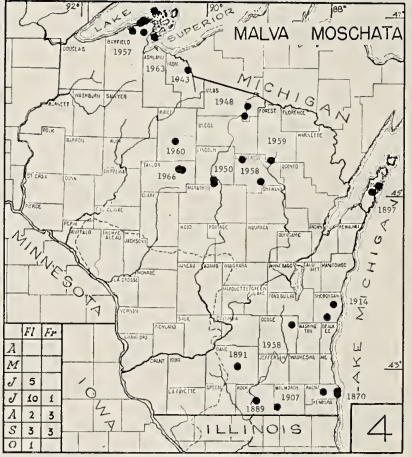 92° 90° 88°
47°
LAKE SUPERIOR
MALVA MOSCHATA
DOUGLAS
BAYFIELD
1957
ASHLAND
1963
IRON
1943
MICHIGAN
VILAS
1948
FOREST FLORENCE
BURNETT
WASHBURN SAWYER
PRICE
ONEIDA
MARINETTE
POLK
BARRON
RUSK
1960
LINCOLN
1959
TAYLOR
1966
1950
1958
OCONTO
CHIPPEWA
ST CROIX
DUNN
MARATHON
SHAWANO
45°
CLARK
1897
PIERCE
EAU CLAIRE
PEPIN
BUFFALO
TREMPEALEAU
JACKSON
WOOD
PORTAGE
WAUPACA
OUTAGAMIE
BROWN
KEWAUNEE
MINNESOTA
LA CROSSE
MONROE
JUNEAU
ADAMS
WAUSHARA
WINNEBAGO
CALUMET
MANITOWOC
MARQUETTE
GREEN LAKE
FOND DU LAC
SHEBOYGAN
LAKE MICHIGAN
VERNON
1914
RICHLAND
SAUK
COLUMBIA
DODGE
WASHINGTON
OZAUKEE
CRAWFORD
1958
DANE
1891
43°
JEFFERSON
WAUKESHA
MIL
GRANT
IOWA
LAFAYETTE
GREEN
ROCK
WALWORTH
RACINE
KENOSHA
1889
1907
1870
IOWA
ILLINOIS
Fl Fr
A
M
J 5
J 10 1
A 2 3
S 3 3
O 1
4